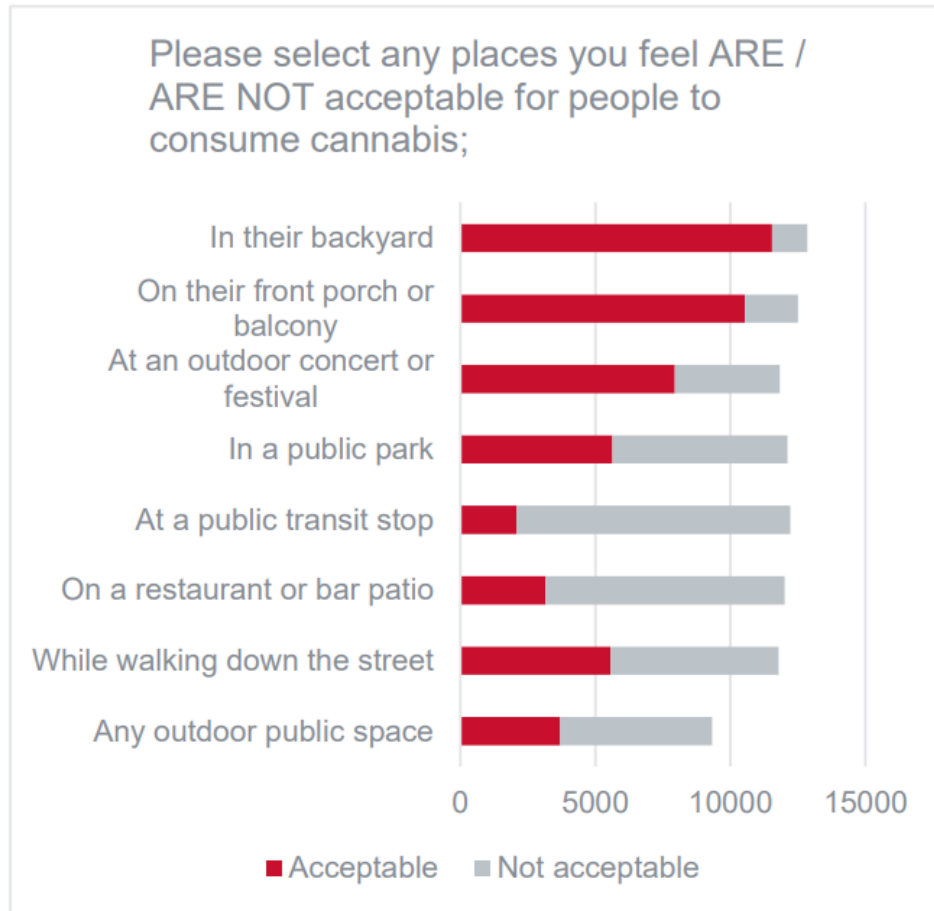 Please select any places you feel ARE /
ARE NOT acceptable for people to
consume cannabis;
In their backyard
On their front porch or
balcony
At an outdoor concert or
festival
In a public park
At a public transit stop
On a restaurant or bar patio
While walking down the street
Any outdoor public space
0 5000 10000 15000
Acceptable Not acceptable